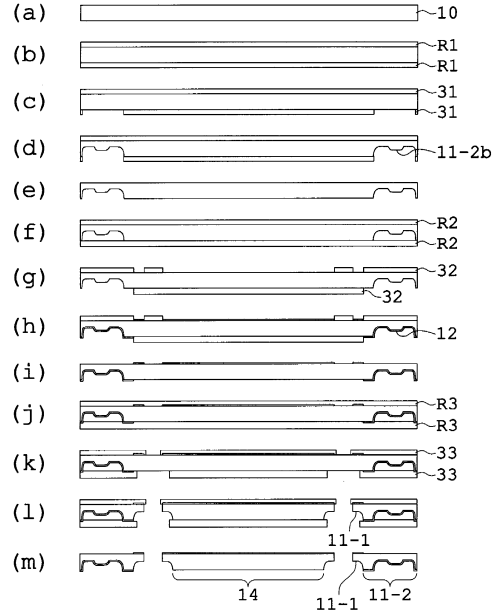 (a) 10
(b) R1
R1
(c) 31
31
(d) 11-2b
(e)
(f) R2
R2
(g) 32
32
(h) 12
(i)
(j) R3
R3
(k) 33
33
(l) 11-1
(m) 14 11-1 11-2